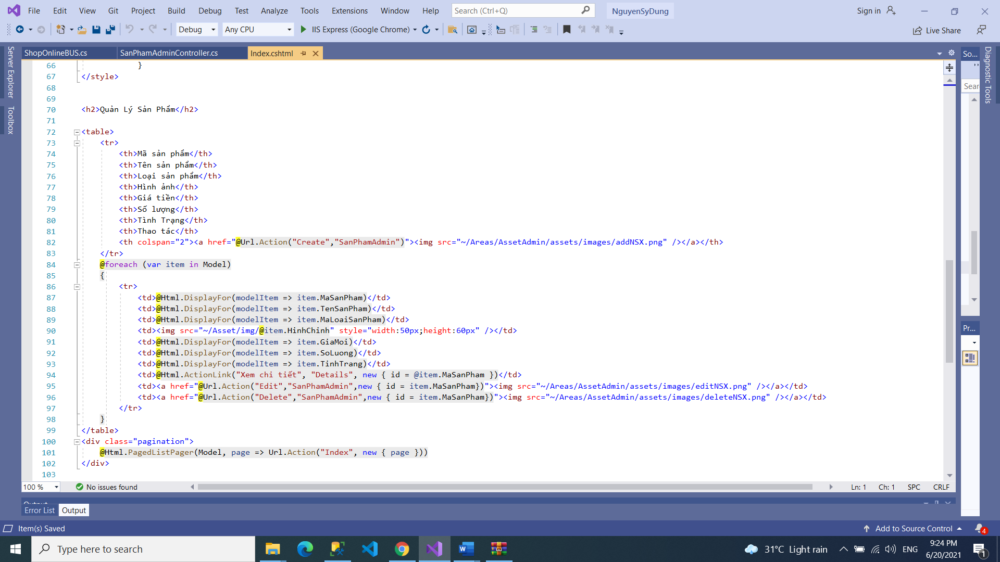 File Edit View Git Project Build Debug Test Analyze Tools Extensions Window Help Search (Ctrl+Q) NguyenSyDung Sign in
Debug Any CPU IIS Express (Google Chrome) Live Share
Server Explorer
Toolbox
ShopOnlineBUS.cs SanPhamAdminController.cs Index.cshtml
So...
Sear
Pr...
Diagnostic Tools
66 }
67 </style>
68
69
70 <h2>Quản Lý Sản Phẩm</h2>
71
72 <table>
73 <tr>
74 <th>Mã sản phẩm</th>
75 <th>Tên sản phẩm</th>
76 <th>Loại sản phẩm</th>
77 <th>Hình ảnh</th>
78 <th>Giá tiền</th>
79 <th>Số lượng</th>
80 <th>Tình Trạng</th>
81 <th>Thao tác</th>
82 <th colspan="2"><a href="@Url.Action("Create","SanPhamAdmin")"><img src="~/Areas/AssetAdmin/assets/images/addNSX.png" /></a></th>
83 </tr>
84 @foreach (var item in Model)
85 {
86 <tr>
87 <td>@Html.DisplayFor(modelItem => item.MaSanPham)</td>
88 <td>@Html.DisplayFor(modelItem => item.TenSanPham)</td>
89 <td>@Html.DisplayFor(modelItem => item.MaLoaiSanPham)</td>
90 <td><img src="~/Asset/img/@item.HinhChinh" style="width:50px;height:60px" /></td>
91 <td>@Html.DisplayFor(modelItem => item.GiaMoi)</td>
92 <td>@Html.DisplayFor(modelItem => item.SoLuong)</td>
93 <td>@Html.DisplayFor(modelItem => item.TinhTrang)</td>
94 <td>@Html.ActionLink("Xem chi tiết", "Details", new { id = @item.MaSanPham })</td>
95 <td><a href="@Url.Action("Edit","SanPhamAdmin",new { id = item.MaSanPham})"><img src="~/Areas/AssetAdmin/assets/images/editNSX.png" /></a></td>
96 <td><a href="@Url.Action("Delete","SanPhamAdmin",new { id = item.MaSanPham})"><img src="~/Areas/AssetAdmin/assets/images/deleteNSX.png" /></a></td>
97 </tr>
98 }
99 </table>
100 <div class="pagination">
101 @Html.PagedListPager(Model, page => Url.Action("Index", new { page }))
102 </div>
103
100 % No issues found Ln: 1 Ch: 1 SPC CRLF
Output
Error List Output
Item(s) Saved Add to Source Control 4
Type here to search 31°C Light rain ENG 9:24 PM
6/20/2021 1